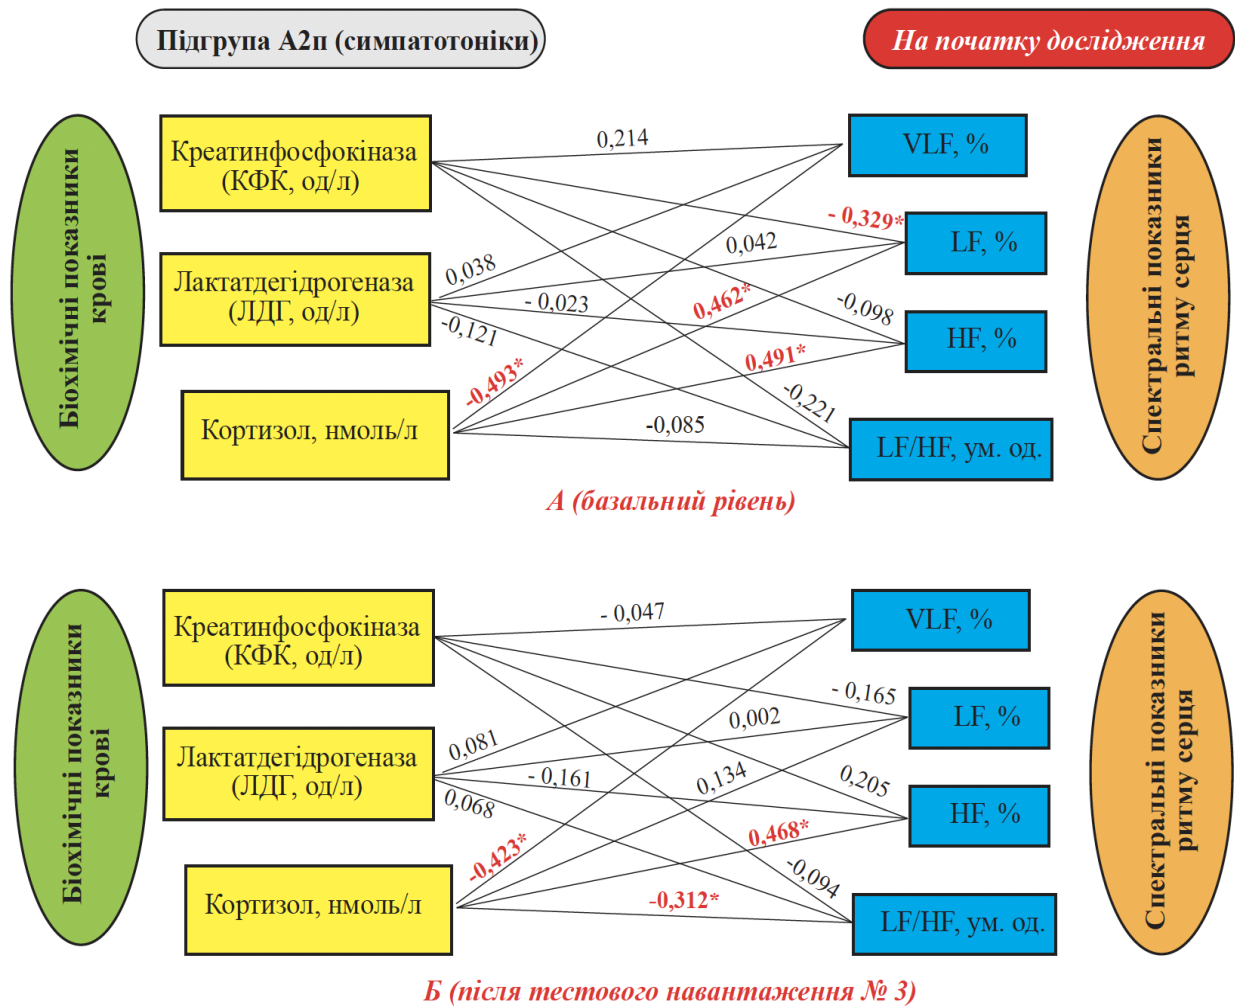 Підгрупа А2п (симпатотоніки)
На початку дослідження
Біохімічні показники
крові
Креатинфосфокіназа
(КФК, од/л)
Лактатдегідрогеназа
(ЛДГ, од/л)
Кортизол, нмоль/л
0,214
- 0,329*
0,042
0,038
- 0,023
-0,121
0,462*
-0,098
0,491*
-0,493*
-0,221
-0,085
VLF, %
LF, %
HF, %
LF/HF, ум. од.
Спектральні показники
ритму серця
А (базальний рівень)
Біохімічні показники
крові
Креатинфосфокіназа
(КФК, од/л)
Лактатдегідрогеназа
(ЛДГ, од/л)
Кортизол, нмоль/л
- 0,047
- 0,165
0,002
0,081
- 0,161
0,068
0,134
0,205
0,468*
-0,423*
-0,094
-0,312*
VLF, %
LF, %
HF, %
LF/HF, ум. од.
Спектральні показники
ритму серця
Б (після тестового навантаження № 3)